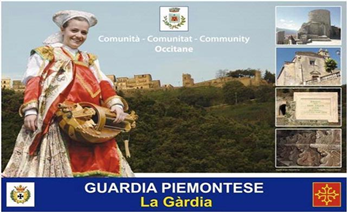 Comunità - Comunitat - Community
Occitane
GUARDIA PIEMONTESE
La Gàrdia